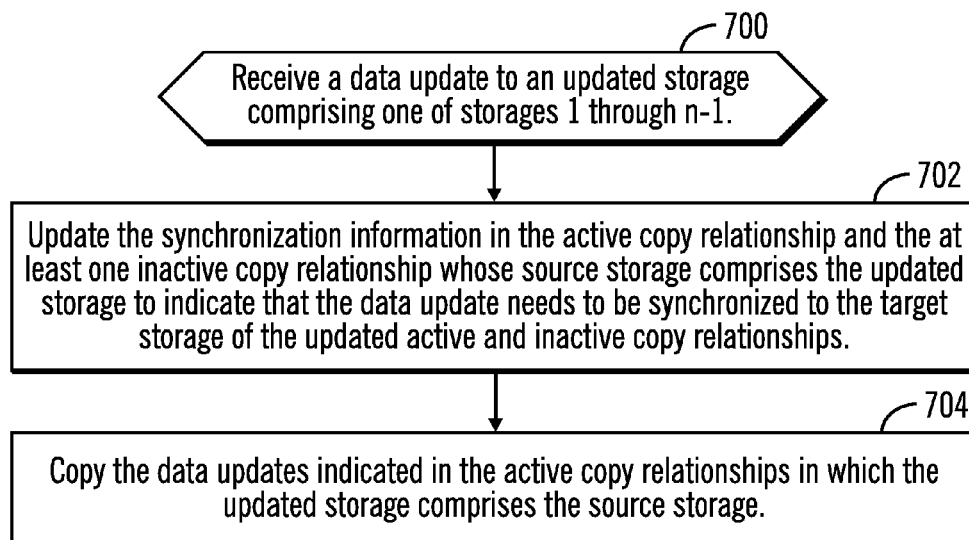 700
Receive a data update to an updated storage
comprising one of storages 1 through n-1.
702
Update the synchronization information in the active copy relationship and the at
least one inactive copy relationship whose source storage comprises the updated
storage to indicate that the data update needs to be synchronized to the target
storage of the updated active and inactive copy relationships.
704
Copy the data updates indicated in the active copy relationships in which the
updated storage comprises the source storage.